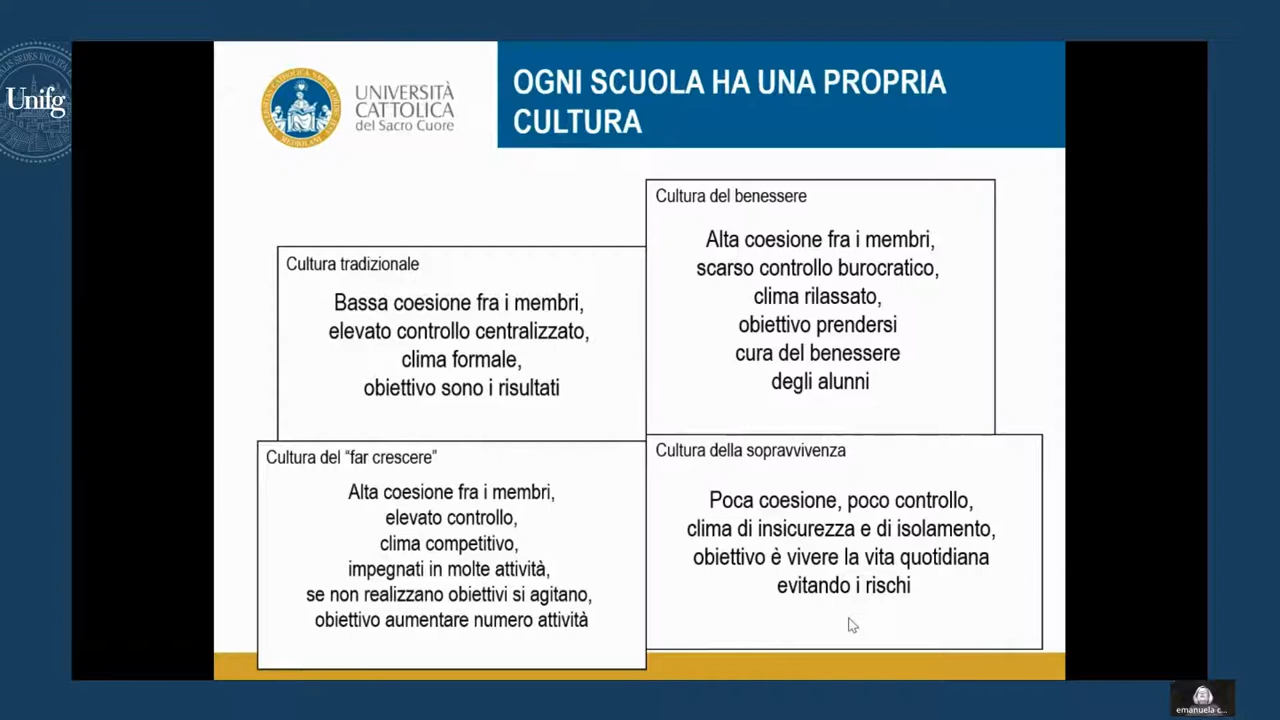 Unifg
UNIVERSITÀ
CATTOLICA
del Sacro Cuore
OGNI SCUOLA HA UNA PROPRIA
CULTURA
Cultura tradizionale
Bassa coesione fra i membri,
elevato controllo centralizzato,
clima formale,
obiettivo sono i risultati
Cultura del benessere
Alta coesione fra i membri,
scarso controllo burocratico,
clima rilassato,
obiettivo prendersi
cura del benessere
degli alunni
Cultura del “far crescere”
Alta coesione fra i membri,
elevato controllo,
clima competitivo,
impegnati in molte attività,
se non realizzano obiettivi si agitano,
obiettivo aumentare numero attività
Cultura della sopravvivenza
Poca coesione, poco controllo,
clima di insicurezza e di isolamento,
obiettivo è vivere la vita quotidiana
evitando i rischi
emanuela c...